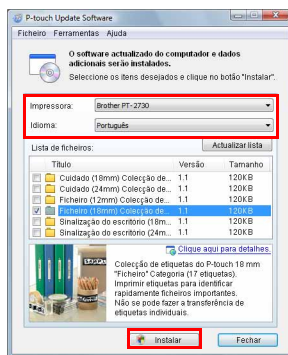 P-touch Update Software
Ficheiro Ferramentas Ajuda
O software actualizado do computador e dados
adicionais serão instalados.
Seleccione os itens desejados e clique no botão "Instalar".
Impressora: Brother PT-2730
Idioma: Português
Lista de ficheiros: Actualizar lista
Título Versão Tamanho
Cuidado (18mm) Colecção de... 1.1 120KB
Cuidado (24mm) Colecção de... 1.1 120KB
Ficheiro (12mm) Colecção de... 1.1 120KB
Ficheiro (18mm) Colecção de... 1.1 120KB
Sinalização do escritório (18m... 1.1 120KB
Sinalização do escritório (24m... 1.1 120KB
Clique aqui para detalhes.
Colecção de etiquetas do P-touch 18 mm
"Ficheiro" Categoria (17 etiquetas).
Imprimir etiquetas para identificar
rapidamente ficheiros importantes.
Não se pode fazer a transferência de
etiquetas individuais.
Instalar Fechar